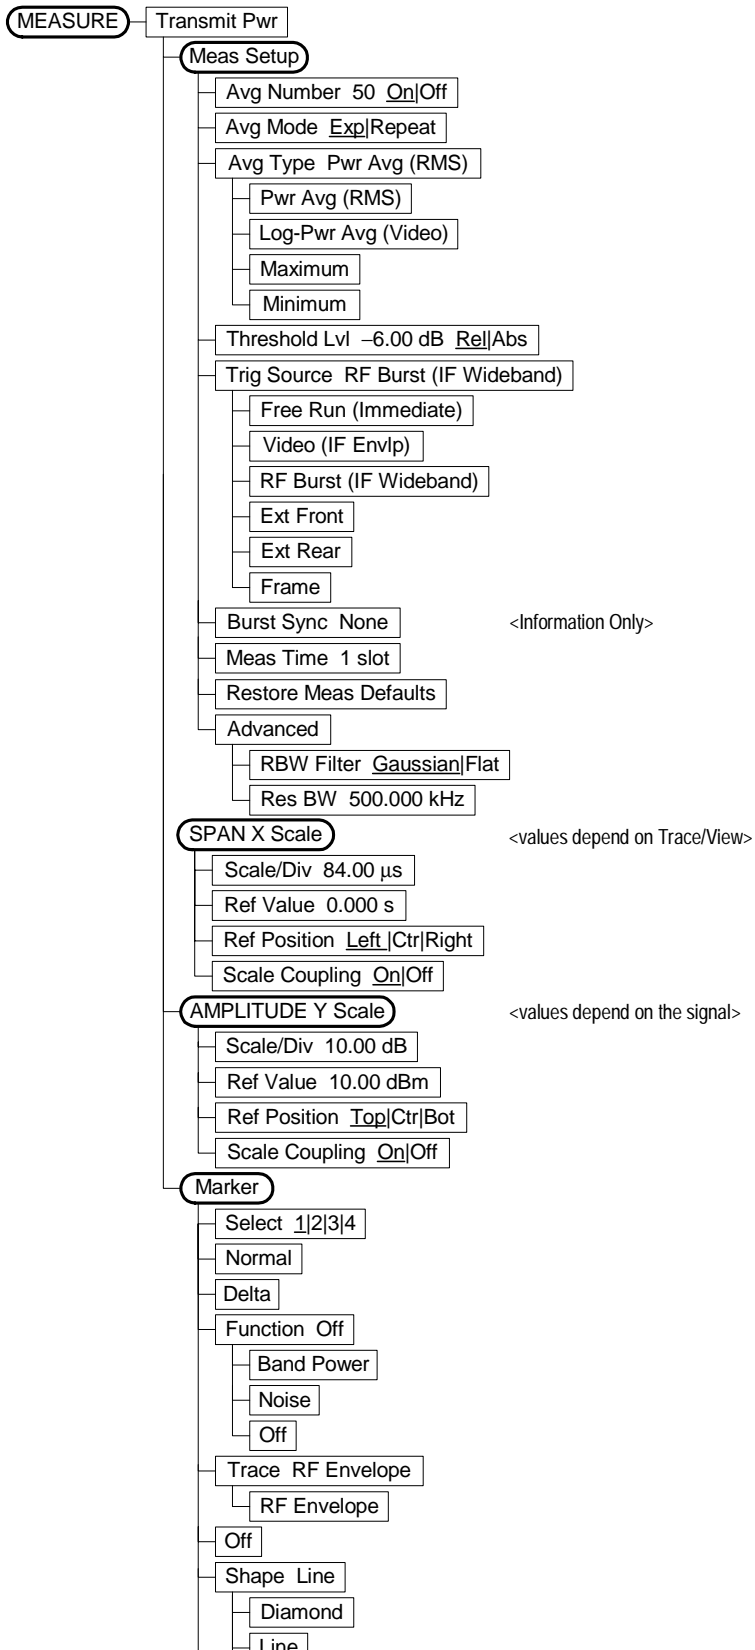 MEASURE Transmit Pwr
Meas Setup
Avg Number 50 On|Off
Avg Mode Exp|Repeat
Avg Type Pwr Avg (RMS)
Pwr Avg (RMS)
Log-Pwr Avg (Video)
Maximum
Minimum
Threshold Lvl –6.00 dB Rel|Abs
Trig Source RF Burst (IF Wideband)
Free Run (Immediate)
Video (IF Envlp)
RF Burst (IF Wideband)
Ext Front
Ext Rear
Frame
Burst Sync None <Information Only>
Meas Time 1 slot
Restore Meas Defaults
Advanced
RBW Filter Gaussian|Flat
Res BW 500.000 kHz
SPAN X Scale <values depend on Trace/View>
Scale/Div 84.00 µs
Ref Value 0.000 s
Ref Position Left |Ctr|Right
Scale Coupling On|Off
AMPLITUDE Y Scale <values depend on the signal>
Scale/Div 10.00 dB
Ref Value 10.00 dBm
Ref Position Top|Ctr|Bot
Scale Coupling On|Off
Marker
Select 1|2|3|4
Normal
Delta
Function Off
Band Power
Noise
Off
Trace RF Envelope
RF Envelope
Off
Shape Line
Diamond
Line